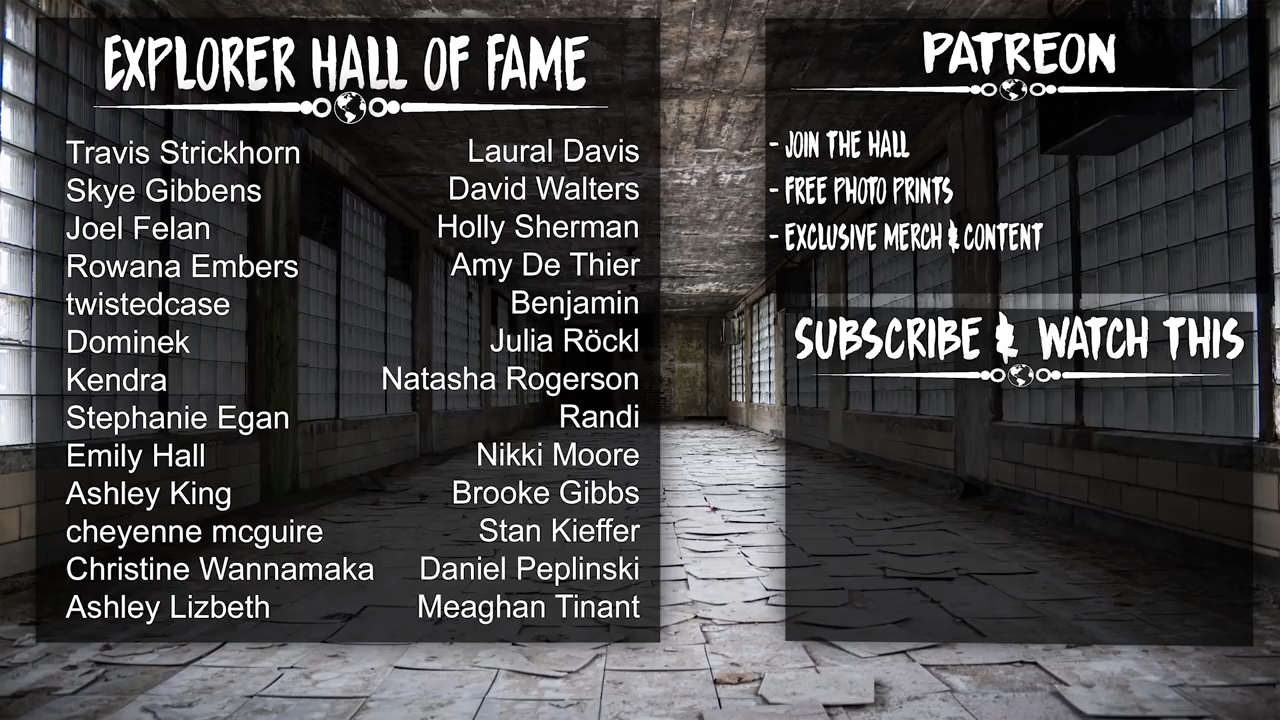 EXPLORER HALL OF FAME
Travis Strickhorn
Skye Gibbens
Joel Felan
Rowana Embers
twistedcase
Dominek
Kendra
Stephanie Egan
Emily Hall
Ashley King
cheyenne mcguire
Christine Wannamaka
Ashley Lizbeth
Laural Davis
David Walters
Holly Sherman
Amy De Thier
Benjamin
Julia Röckl
Natasha Rogerson
Randi
Nikki Moore
Brooke Gibbs
Stan Kieffer
Daniel Peplinski
Meaghan Tinant
PATREON
- JOIN THE HALL
- FREE PHOTO PRINTS
- EXCLUSIVE MERCH & CONTENT
SUBSCRIBE & WATCH THIS